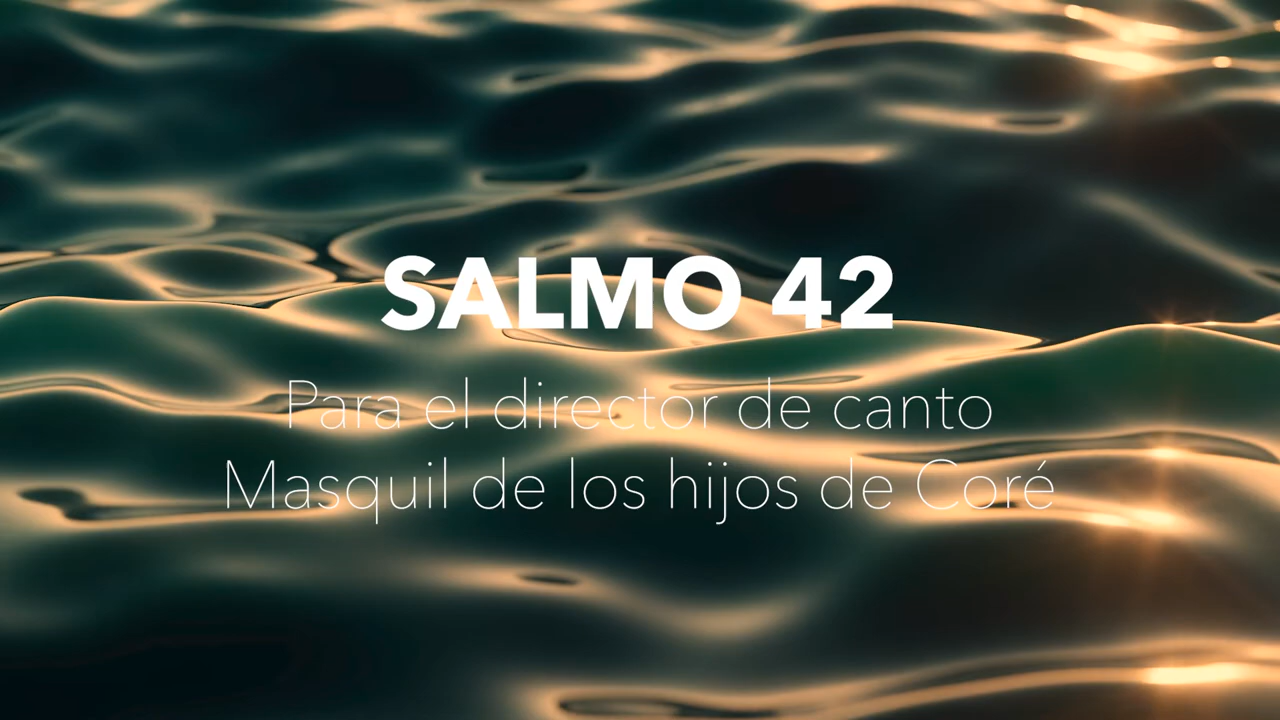 SALMO 42
Para el director de canto
Masquil de los hijos de Coré